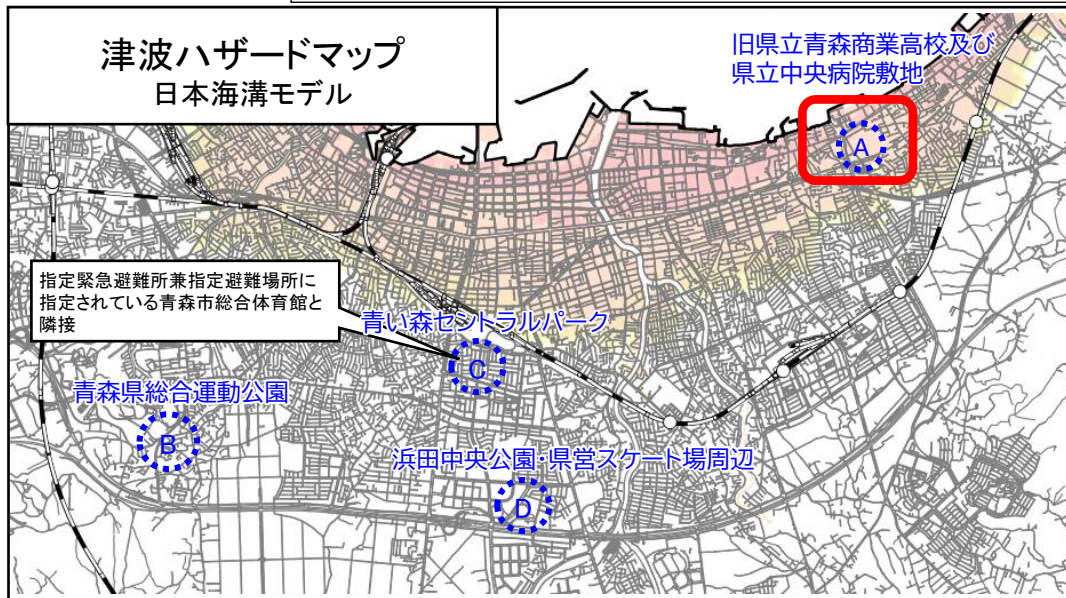 津波ハザードマップ
日本海溝モデル
旧県立青森商業高校及び
県立中央病院敷地
A
指定緊急避難所兼指定避難場所に
指定されている青森市総合体育館と
隣接
青い森セントラルパーク
C
青森県総合運動公園
B
浜田中央公園・県営スケート場周辺
D